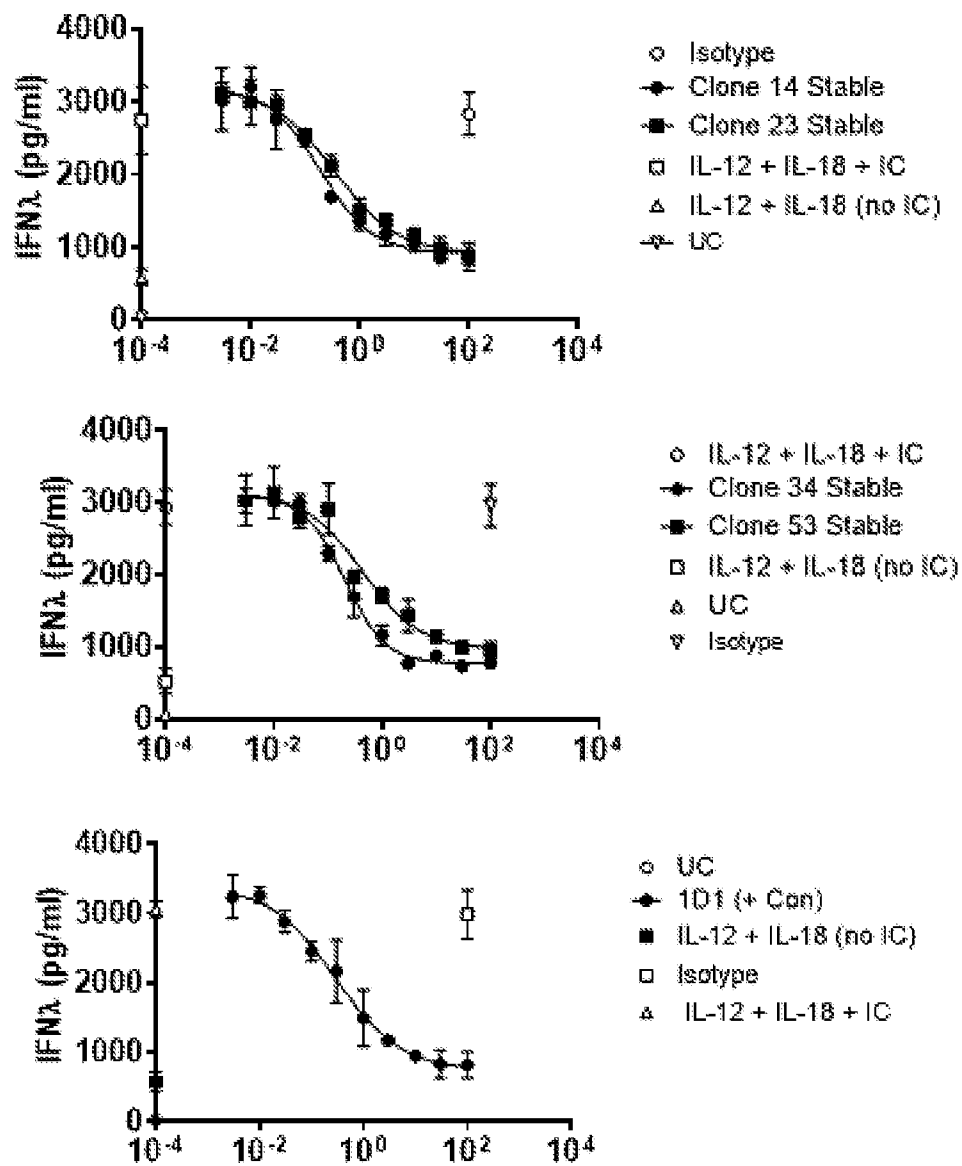 4000
3000
2000
1000
0
IFNλ (pg/ml)
10-4
10-2
100
102
104
Isotype
Clone 14 Stable
Clone 23 Stable
IL-12 + IL-18 + IC
IL-12 + IL-18 (no IC)
UC
4000
3000
2000
1000
0
IFNλ (pg/ml)
10-4
10-2
100
102
104
IL-12 + IL-18 + IC
Clone 34 Stable
Clone 53 Stable
IL-12 + IL-18 (no IC)
UC
Isotype
4000
3000
2000
1000
0
IFNλ (pg/ml)
10-4
10-2
100
102
104
UC
1D1 (+ Con)
IL-12 + IL-18 (no IC)
Isotype
IL-12 + IL-18 + IC